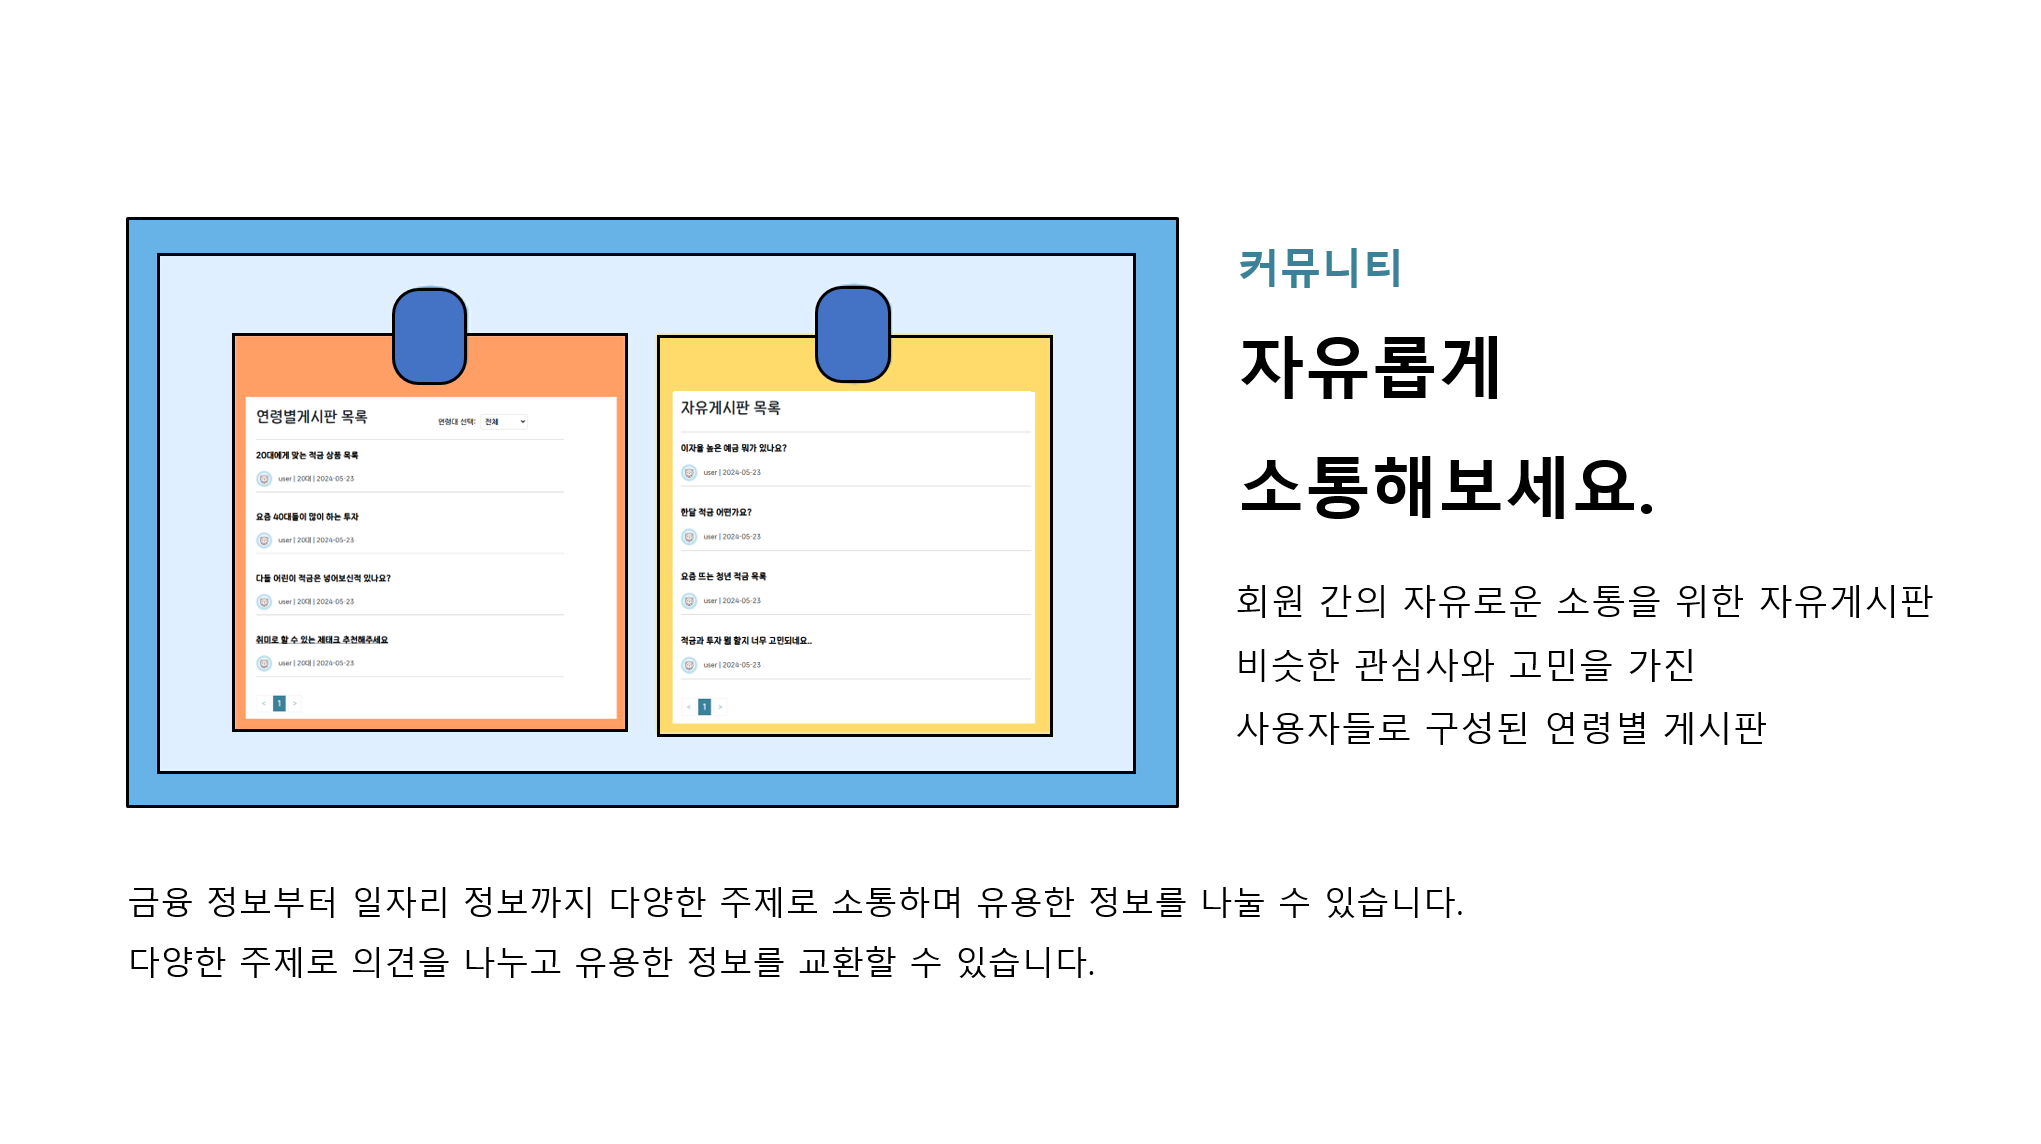 연령별게시판 목록
연령대 선택: 전체
20대에게 맞는 적금 상품 목록
user | 20대 | 2024-05-23
요즘 40대들이 많이 하는 투자
user | 20대 | 2024-05-23
다들 어린이 적금은 넣어보신적 있나요?
user | 20대 | 2024-05-23
취미로 할 수 있는 재태크 추천해주세요
user | 20대 | 2024-05-23
< 1 >
자유게시판 목록
이자율 높은 예금 뭐가 있나요?
user | 2024-05-23
한달 적금 어떤가요?
user | 2024-05-23
요즘 뜨는 청년 적금 목록
user | 2024-05-23
적금과 투자 뭘 할지 너무 고민되네요..
user | 2024-05-23
< 1 >
커뮤니티
자유롭게
소통해보세요.
회원 간의 자유로운 소통을 위한 자유게시판
비슷한 관심사와 고민을 가진
사용자들로 구성된 연령별 게시판
금융 정보부터 일자리 정보까지 다양한 주제로 소통하며 유용한 정보를 나눌 수 있습니다.
다양한 주제로 의견을 나누고 유용한 정보를 교환할 수 있습니다.